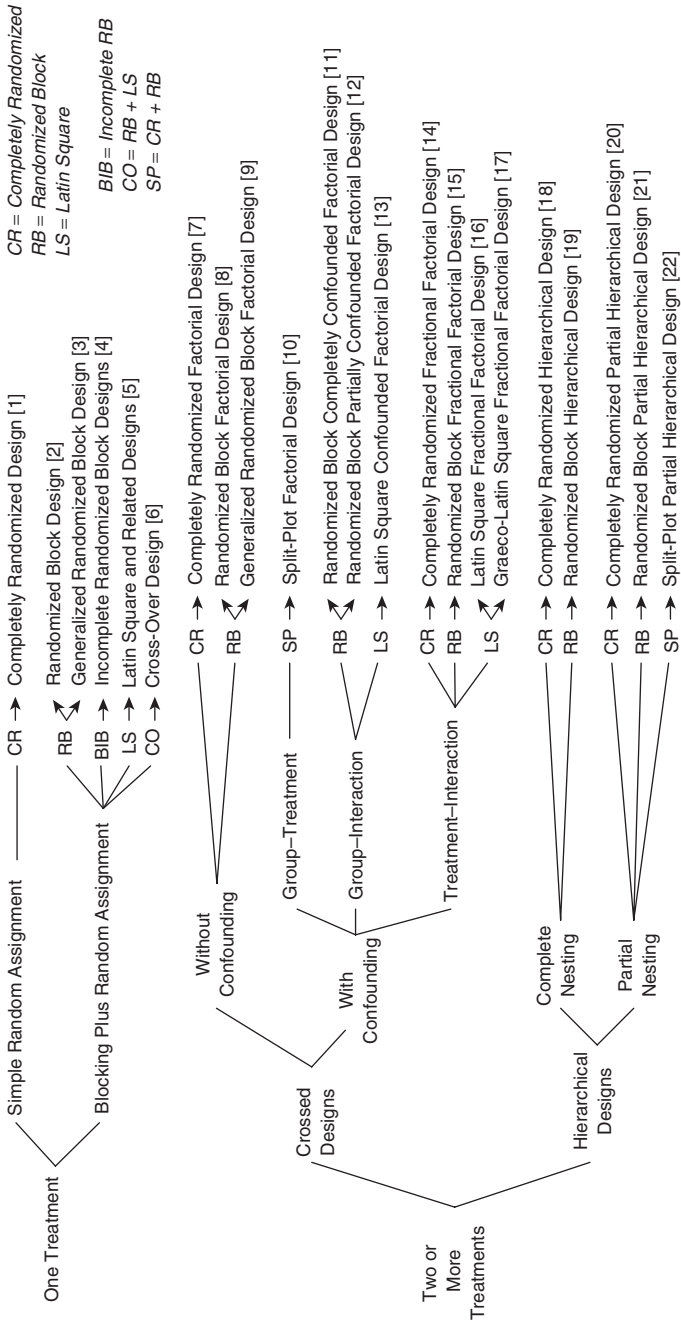 CR = Completely Randomized
RB = Randomized Block
LS = Latin Square
BIB = Incomplete RB
CO = RB + LS
SP = CR + RB
One Treatment
Simple Random Assignment
CR
Completely Randomized Design [1]
Blocking Plus Random Assignment
RB
Randomized Block Design [2]
Generalized Randomized Block Design [3]
BIB
Incomplete Randomized Block Designs [4]
LS
Latin Square and Related Designs [5]
CO
Cross-Over Design [6]
Two or
More
Treatments
Crossed
Designs
Without
Confounding
CR
Completely Randomized Factorial Design [7]
RB
Randomized Block Factorial Design [8]
Generalized Randomized Block Factorial Design [9]
With
Confounding
Group–Treatment
SP
Split-Plot Factorial Design [10]
Group–Interaction
RB
Randomized Block Completely Confounded Factorial Design [11]
Randomized Block Partially Confounded Factorial Design [12]
LS
Latin Square Confounded Factorial Design [13]
Treatment–Interaction
CR
Completely Randomized Fractional Factorial Design [14]
RB
Randomized Block Fractional Factorial Design [15]
LS
Latin Square Fractional Factorial Design [16]
Graeco-Latin Square Fractional Factorial Design [17]
Hierarchical
Designs
Complete
Nesting
CR
Completely Randomized Hierarchical Design [18]
RB
Randomized Block Hierarchical Design [19]
Partial
Nesting
CR
Completely Randomized Partial Hierarchical Design [20]
RB
Randomized Block Partial Hierarchical Design [21]
SP
Split-Plot Partial Hierarchical Design [22]